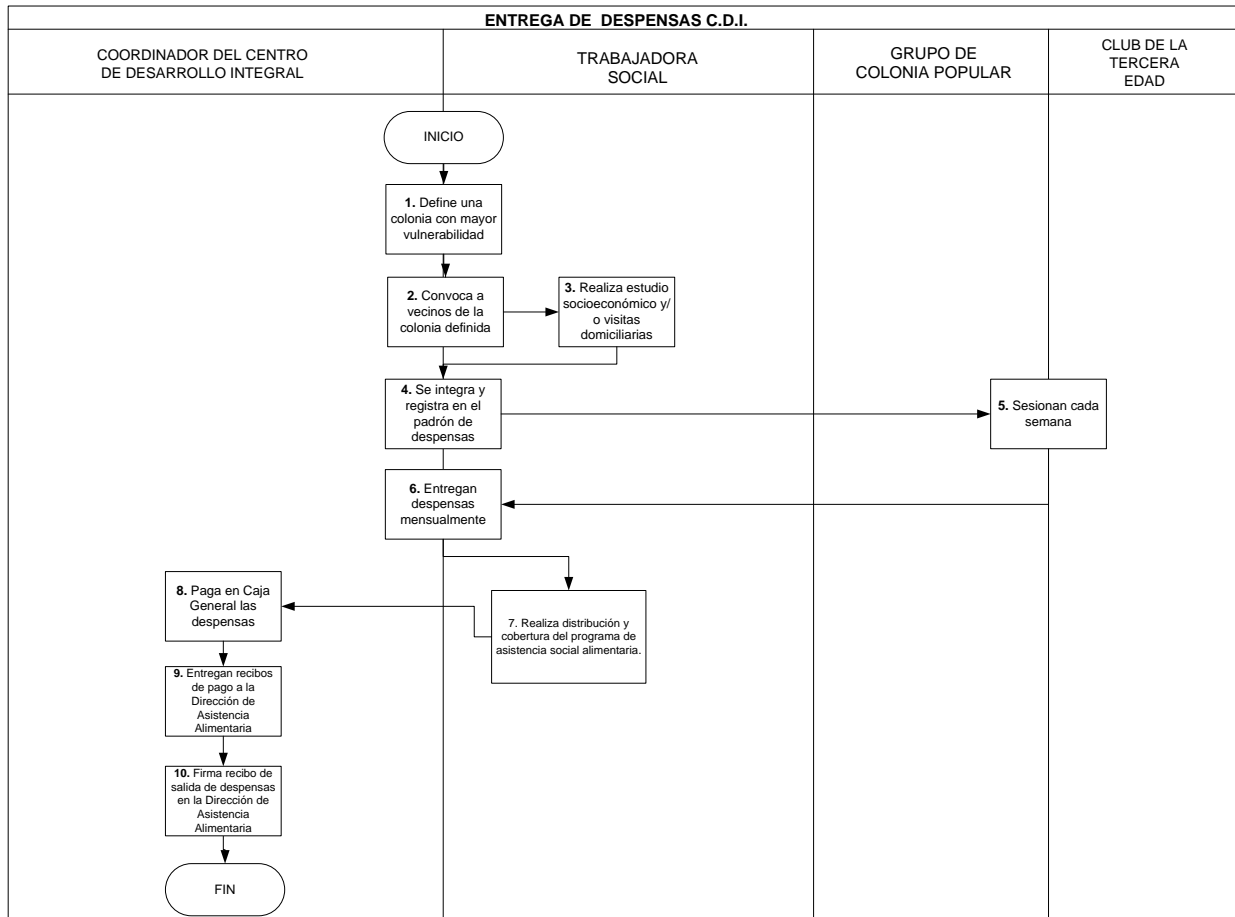 ENTREGA DE DESPENSAS C.D.I.
COORDINADOR DEL CENTRO
DE DESARROLLO INTEGRAL
TRABAJADORA
SOCIAL
GRUPO DE
COLONIA POPULAR
CLUB DE LA
TERCERA
EDAD
INICIO
1. Define una
colonia con mayor
vulnerabilidad
2. Convoca a
vecinos de la
colonia definida
3. Realiza estudio
socioeconómico y/
o visitas
domiciliarias
4. Se integra y
registra en el
padrón de
despensas
5. Sesionan cada
semana
6. Entregan
despensas
mensualmente
7. Realiza distribución y
cobertura del programa de
asistencia social alimentaria.
8. Paga en Caja
General las
despensas
9. Entregan recibos
de pago a la
Dirección de
Asistencia
Alimentaria
10. Firma recibo de
salida de despensas
en la Dirección de
Asistencia
Alimentaria
FIN